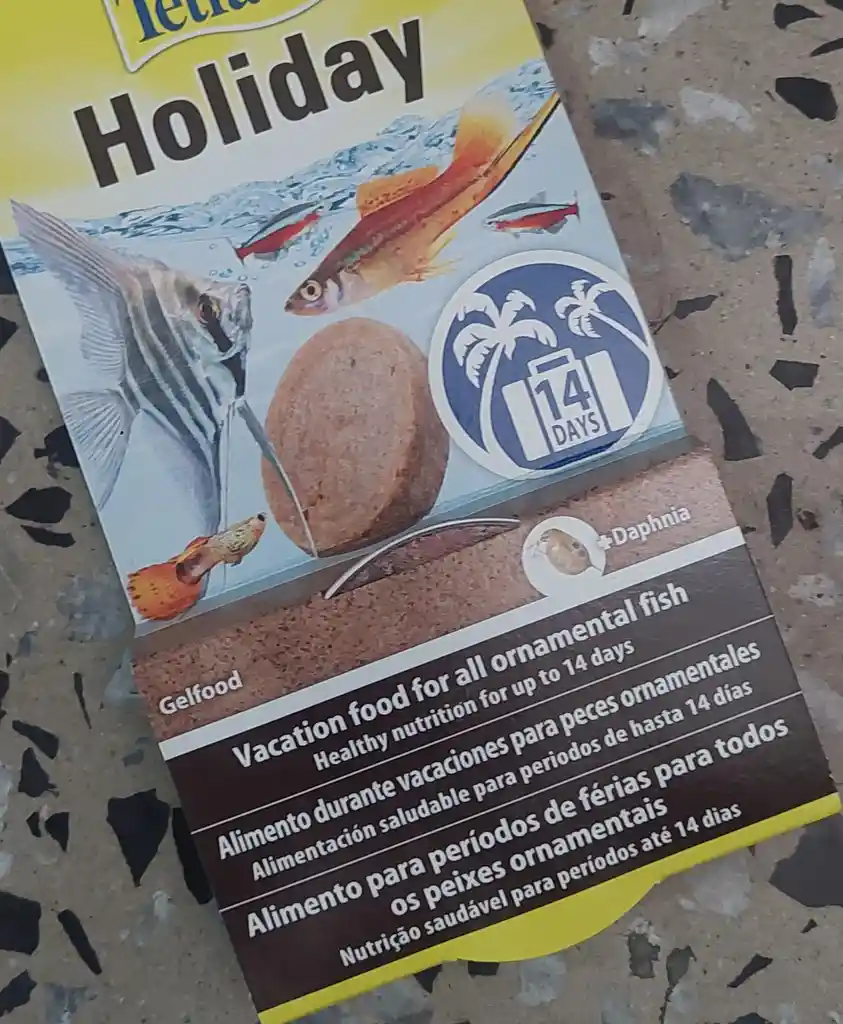 Tetra
Holiday
14
DAYS
+Daphnia
Gelfood
Vacation food for all ornamental fish
Healthy nutrition for up to 14 days
Alimento durante vacaciones para peces ornamentales
Alimentación saludable para periodos de hasta 14 días
Alimento para períodos de férias para todos
os peixes ornamentais
Nutrição saudável para períodos até 14 dias